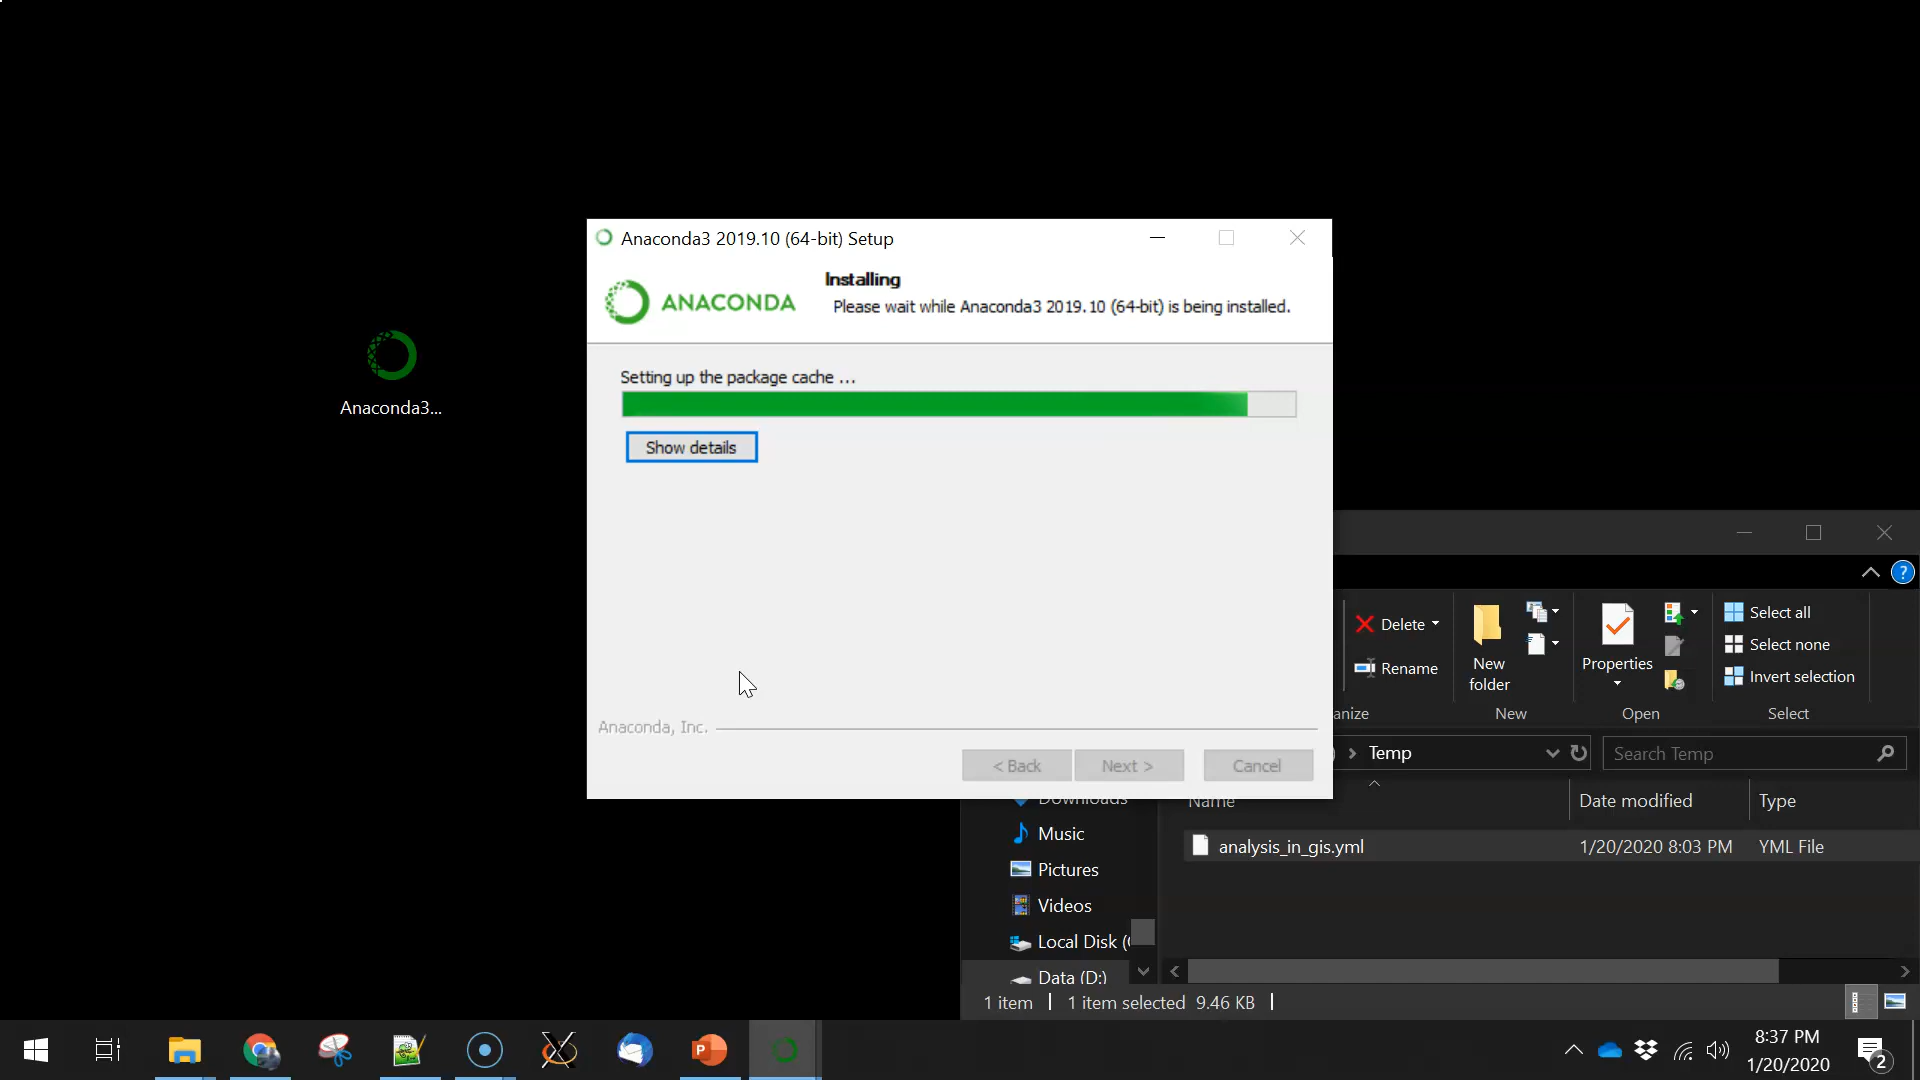 Anaconda3...
Anaconda3 2019.10 (64-bit) Setup
ANACONDA
Installing
Please wait while Anaconda3 2019.10 (64-bit) is being installed.
Setting up the package cache ...
Show details
Anaconda, Inc.
< Back
Next >
Cancel
?
Delete
Rename
New
folder
Properties
Select all
Select none
Invert selection
anize
New
Open
Select
Temp
Search Temp
Downloads
Music
Pictures
Videos
Local Disk (
Data (D:)
Name
Date modified
Type
analysis_in_gis.yml
1/20/2020 8:03 PM
YML File
1 item
1 item selected 9.46 KB
P
8:37 PM
1/20/2020
2